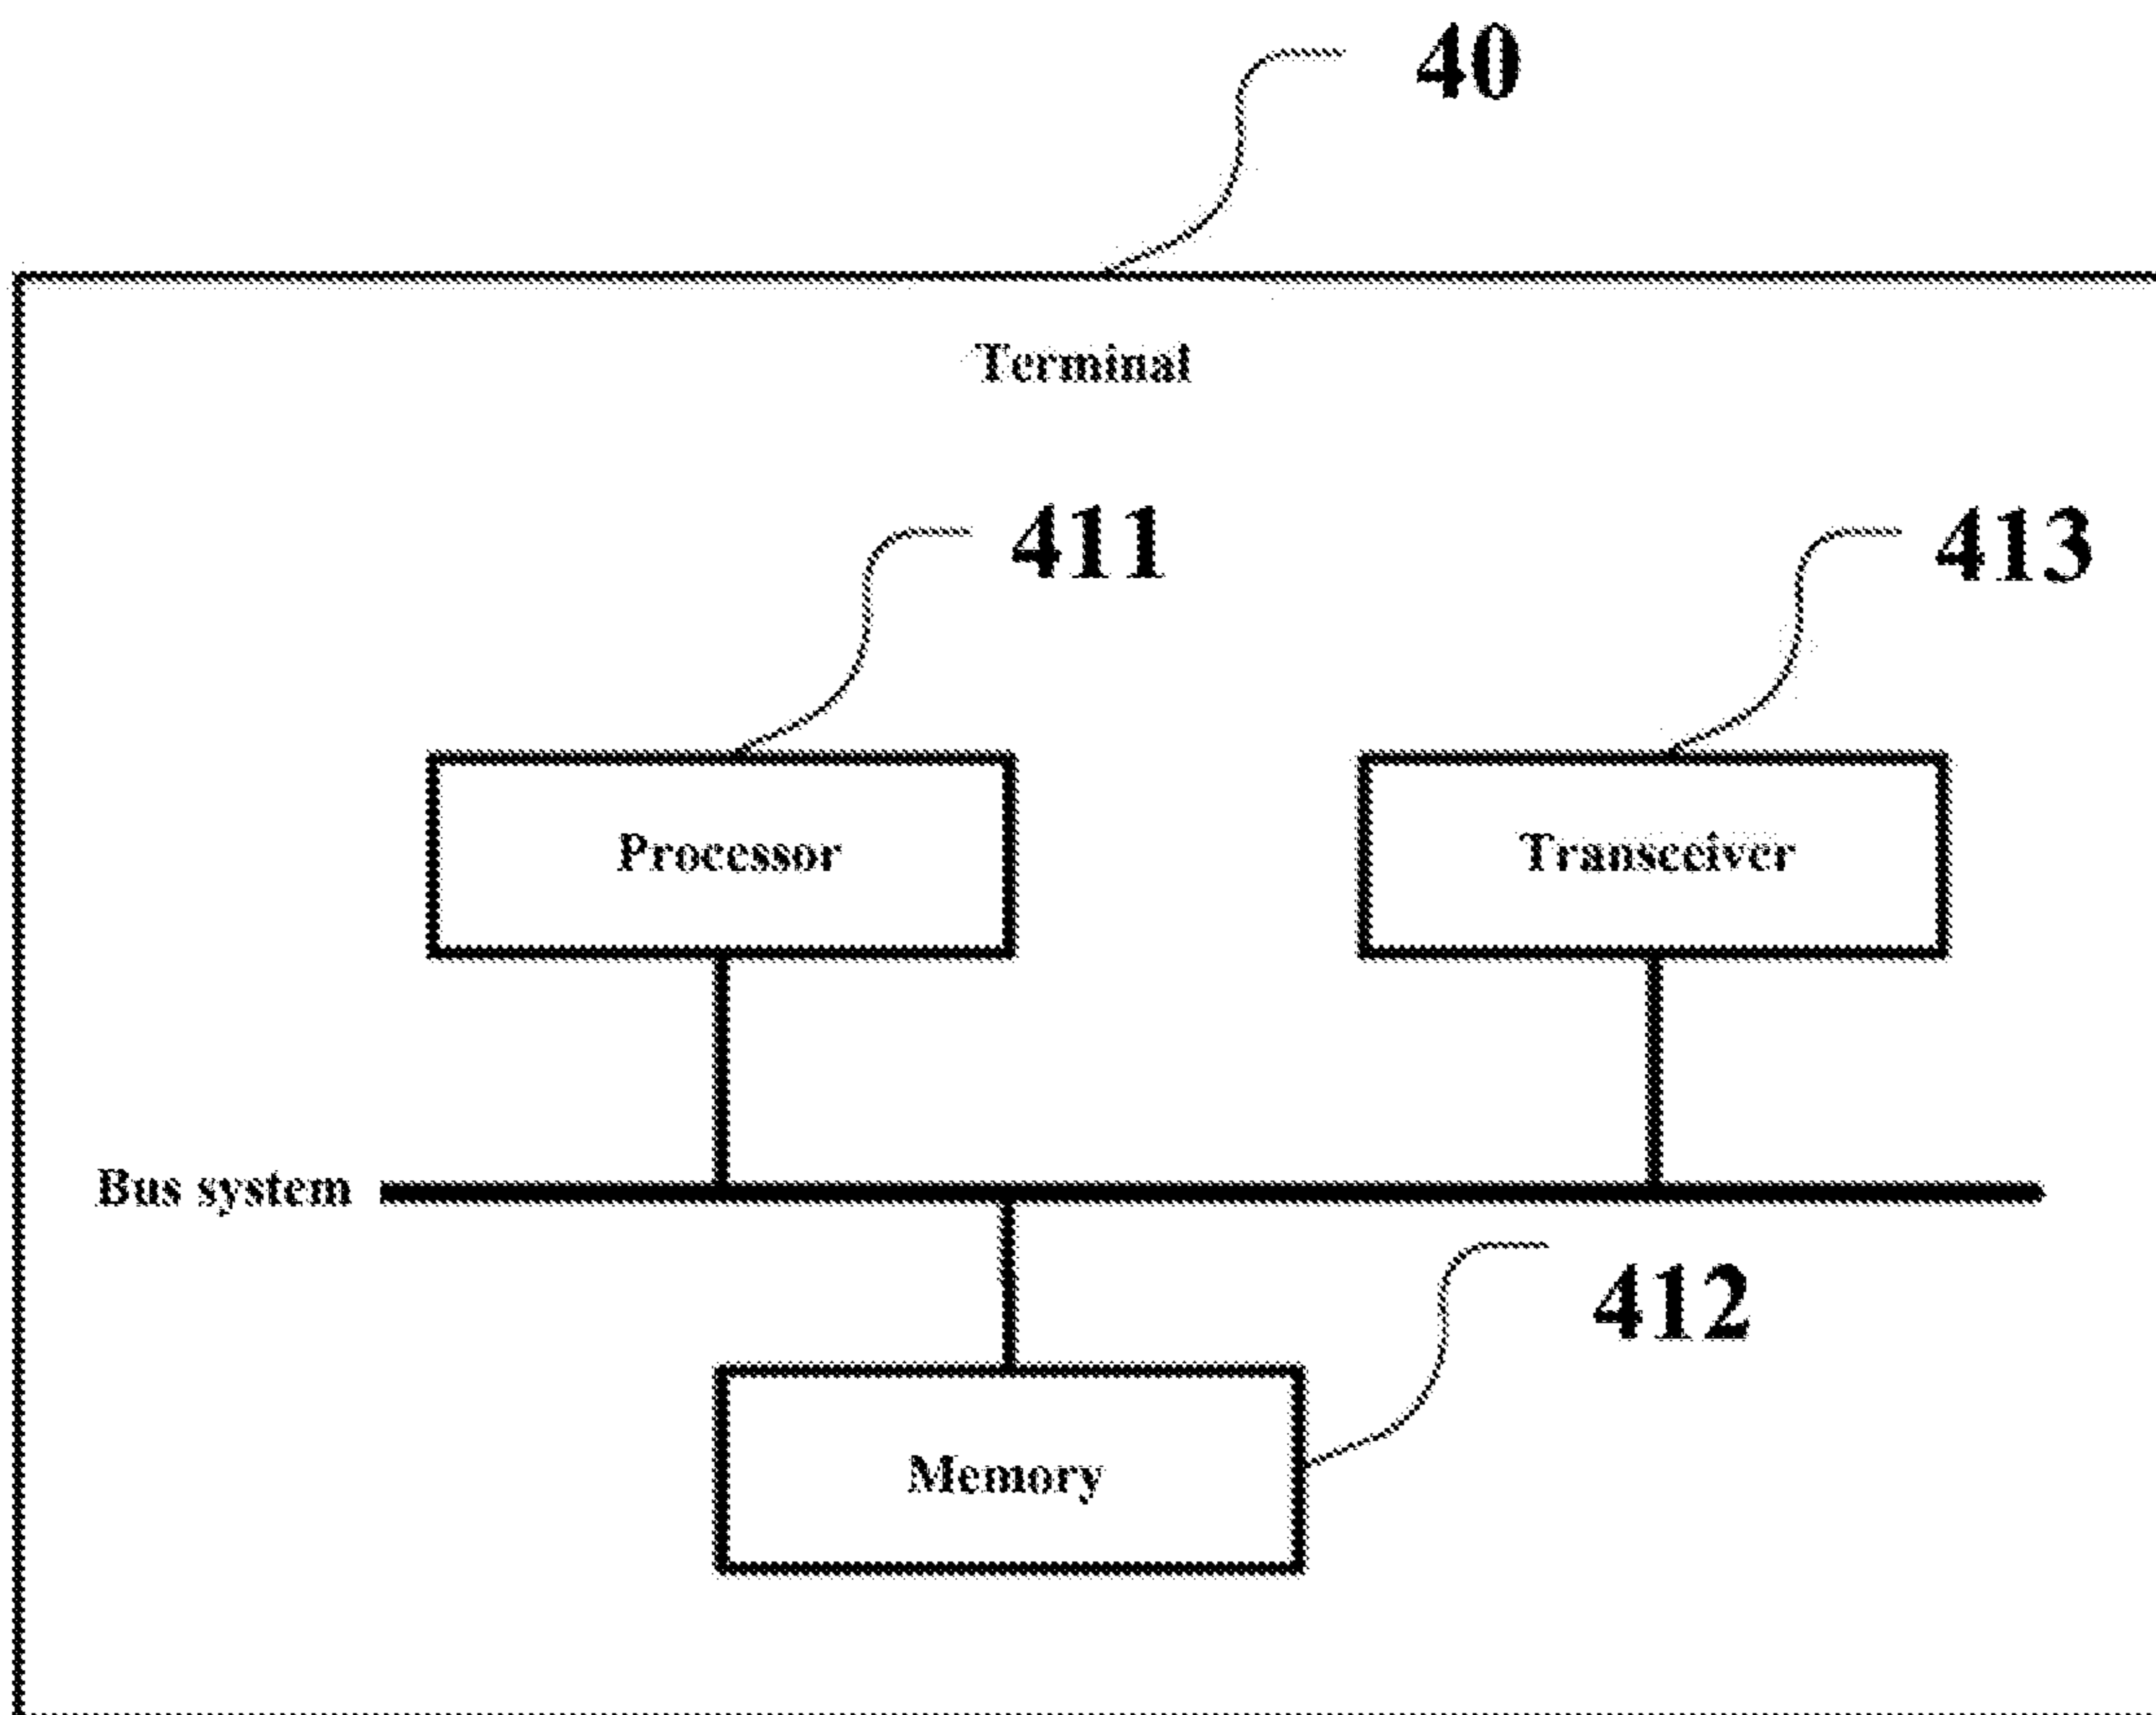 40
Terminal
411
413
Processor
Transceiver
Bus system
412
Memory